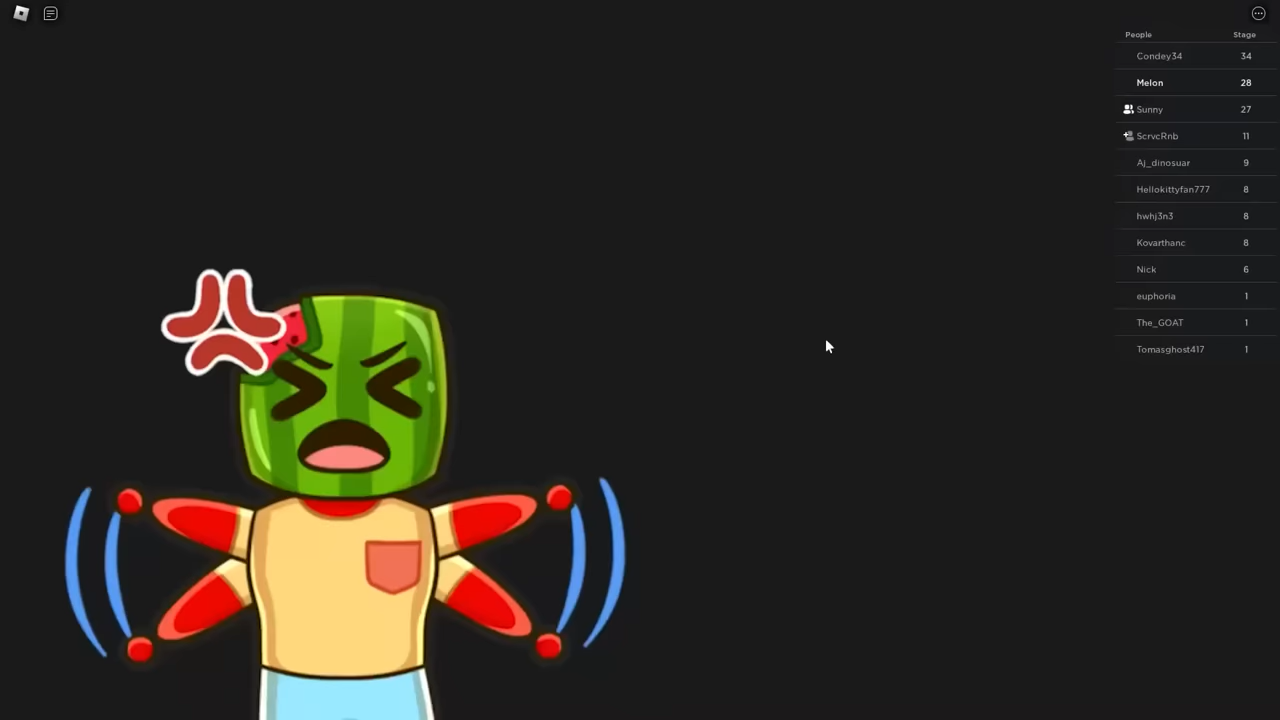 People Stage
Condey34 34
Melon 28
Sunny 27
ScrvcRnb 11
Aj_dinosuar 9
Hellokittyfan777 8
hwhj3n3 8
Kovarthanc 8
Nick 6
euphoria 1
The_GOAT 1
Tomasghost417 1